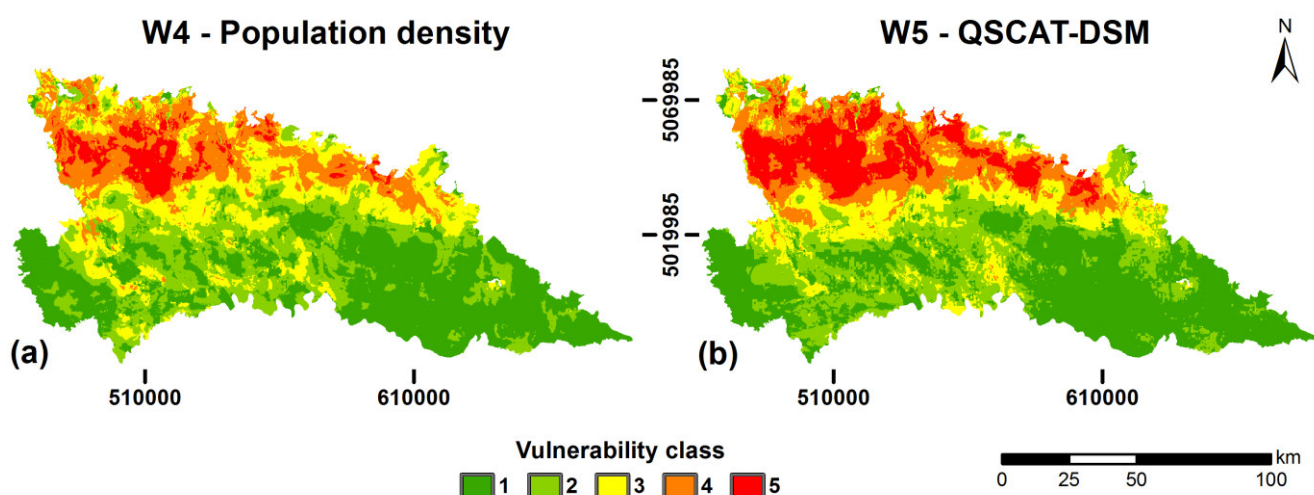 W4 - Population density
W5 - QSCAT-DSM
N
5069985
5019985
(a)
(b)
510000
610000
510000
610000
Vulnerability class
1 2 3 4 5
km
0 25 50 100